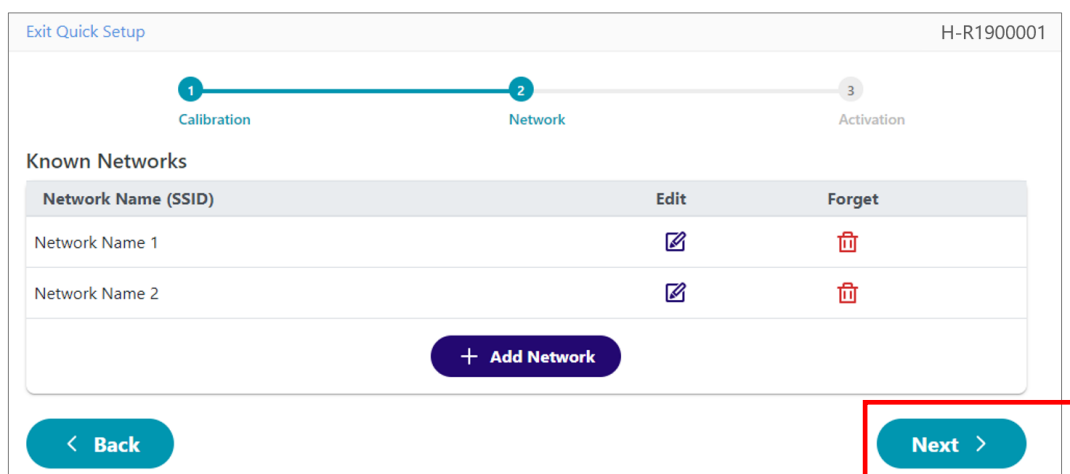 Exit Quick Setup H-R1900001
1 2 3
Calibration Network Activation
Known Networks
Network Name (SSID) Edit Forget
Network Name 1
Network Name 2
+ Add Network
< Back Next >